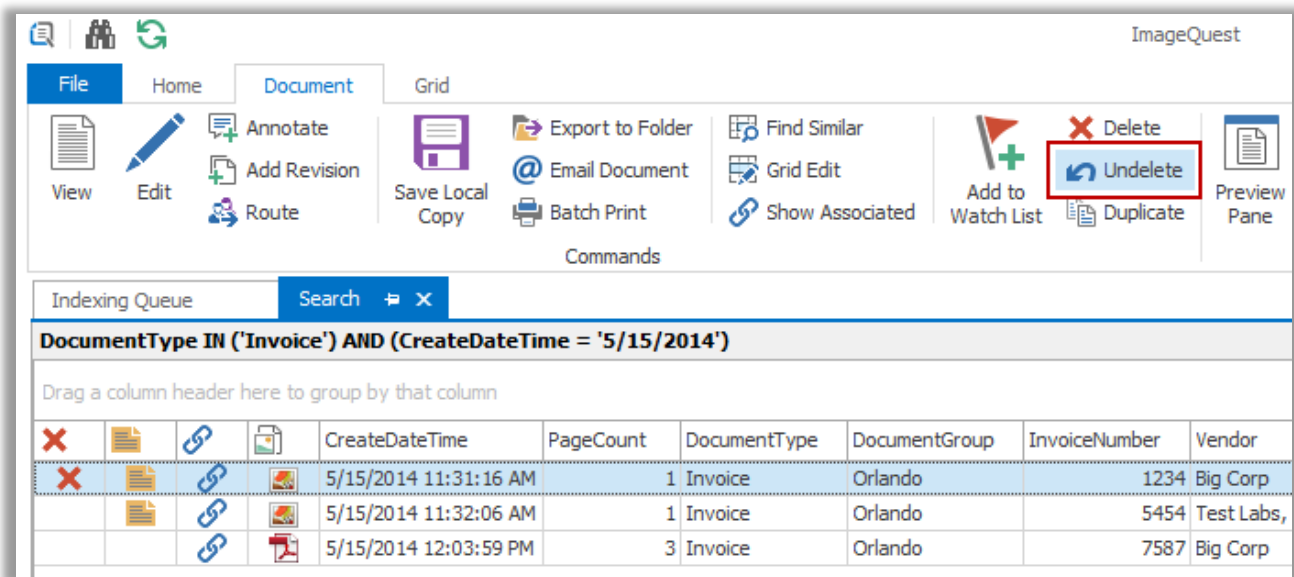 ImageQuest
File Home Document Grid
View
Edit
Annotate
Add Revision
Route
Save Local
Copy
Export to Folder
@ Email Document
Batch Print
Find Similar
Grid Edit
Show Associated
Add to
Watch List
Delete
Undelete
Duplicate
Preview
Pane
Commands
Indexing Queue Search
DocumentType IN ('Invoice') AND (CreateDateTime = '5/15/2014')
Drag a column header here to group by that column
CreateDateTime PageCount DocumentType DocumentGroup InvoiceNumber Vendor
5/15/2014 11:31:16 AM 1 Invoice Orlando 1234 Big Corp
5/15/2014 11:32:06 AM 1 Invoice Orlando 5454 Test Labs,
5/15/2014 12:03:59 PM 3 Invoice Orlando 7587 Big Corp